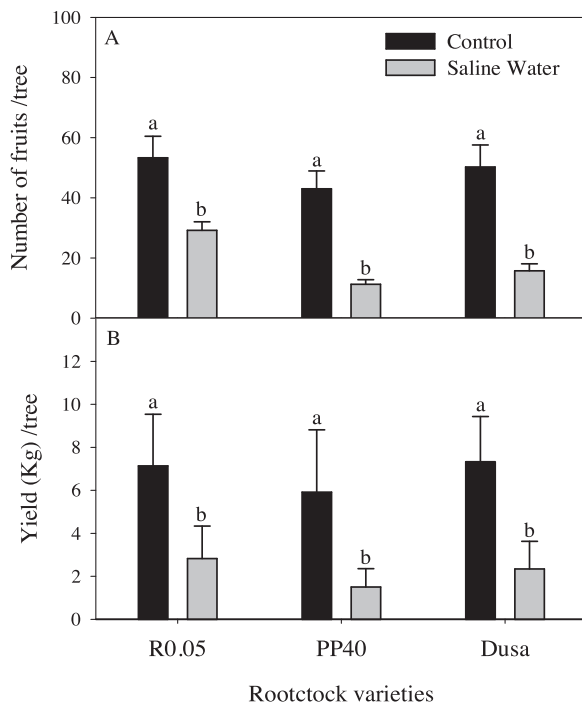 A
Control
Saline Water
Number of fruits /tree
100
80
60
40
20
0
a
b
a
b
a
b
B
Yield (Kg) /tree
12
10
8
6
4
2
0
a
b
a
b
a
b
R0.05
PP40
Dusa
Rootctock varieties